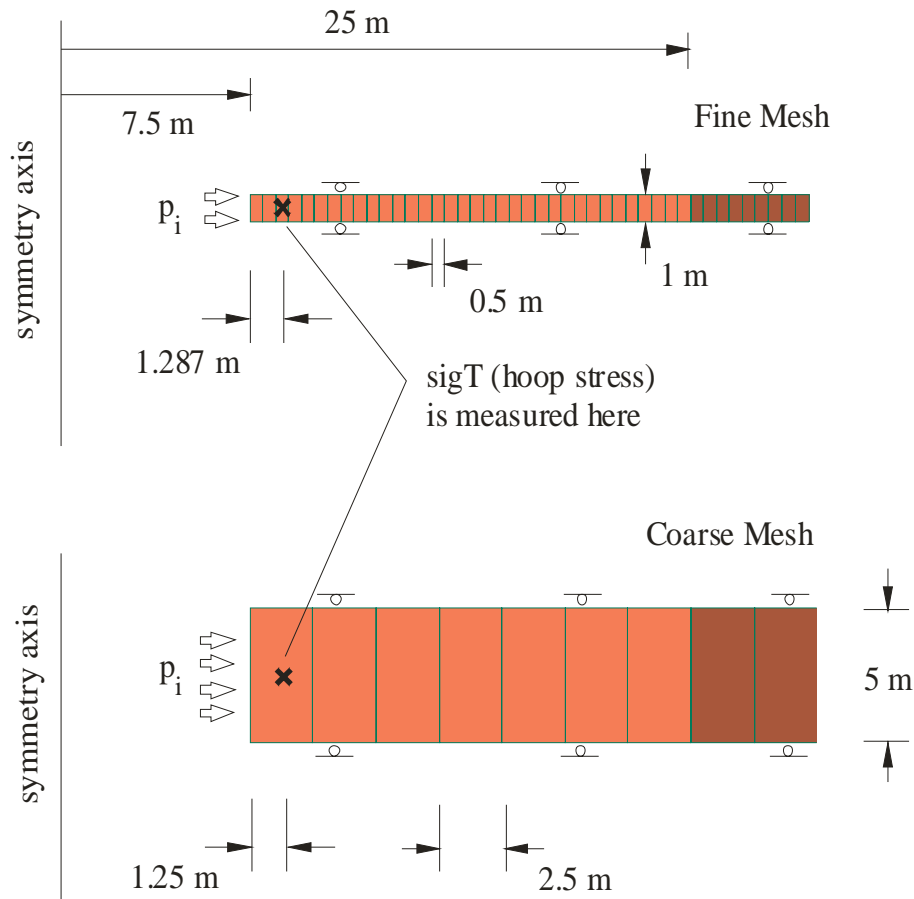 25 m
7.5 m
Fine Mesh
symmetry axis
p_i
1 m
0.5 m
1.287 m
sigT (hoop stress)
is measured here
Coarse Mesh
symmetry axis
p_i
5 m
1.25 m
2.5 m